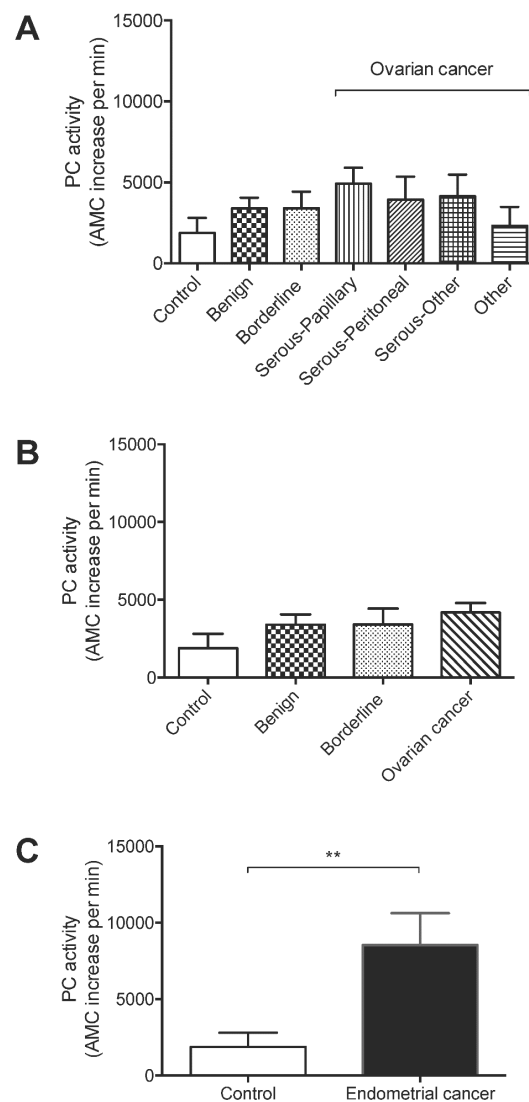 A
PC activity
(AMC increase per min)
15000
10000
5000
0
Ovarian cancer
Control
Benign
Borderline
Serous-Papillary
Serous-Peritoneal
Serous-Other
Other
B
PC activity
(AMC increase per min)
15000
10000
5000
0
Control
Benign
Borderline
Ovarian cancer
C
PC activity
(AMC increase per min)
15000
10000
5000
0
**
Control
Endometrial cancer